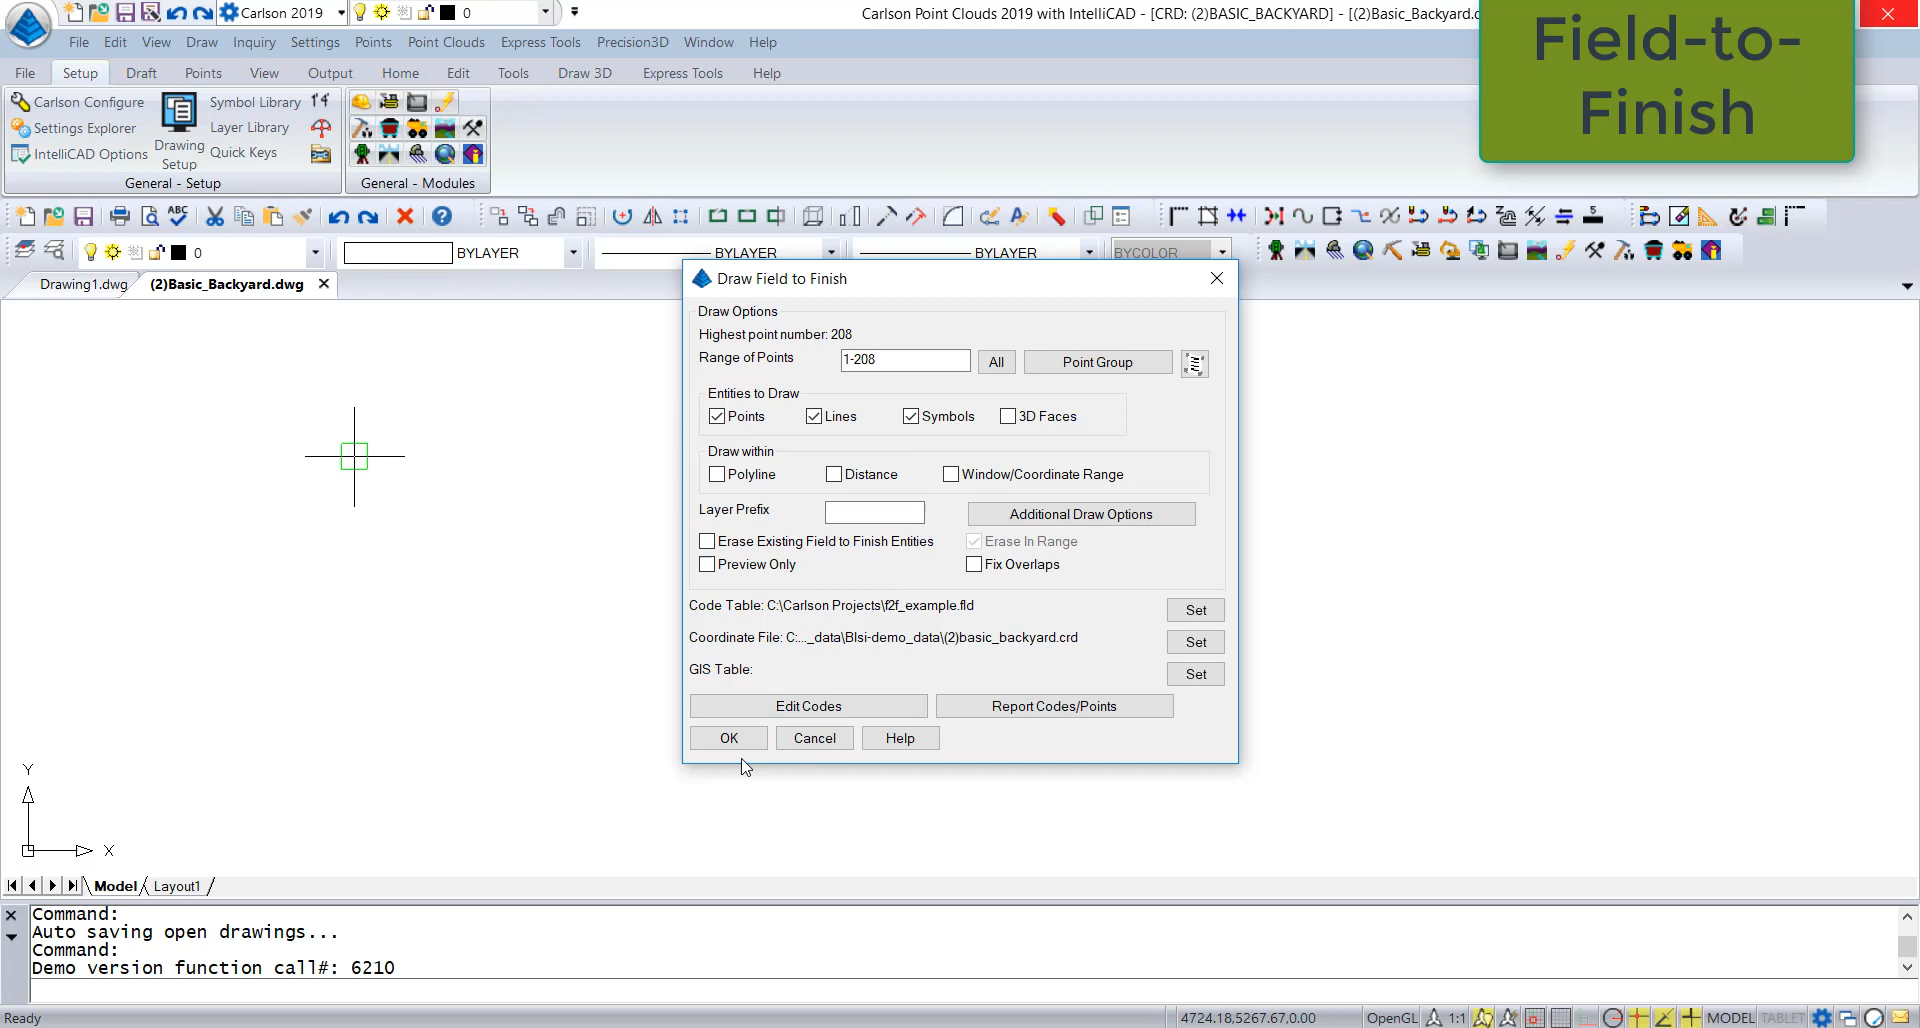 Carlson 2019
0
Carlson Point Clouds 2019 with IntelliCAD - [CRD: (2)BASIC_BACKYARD] - [(2)Basic_Backyard.d
Field-to-
Finish
File Edit View Draw Inquiry Settings Points Point Clouds Express Tools Precision3D Window Help
File Setup Draft Points View Output Home Edit Tools Draw 3D Express Tools Help
Carlson Configure
Settings Explorer
IntelliCAD Options
Drawing
Setup
Symbol Library
Layer Library
Quick Keys
General - Setup
General - Modules
ABC
0 BYLAYER BYLAYER BYLAYER BYCOLOR
Drawing1.dwg (2)Basic_Backyard.dwg
Draw Field to Finish
Draw Options
Highest point number: 208
Range of Points 1-208 All Point Group
Entities to Draw
Points Lines Symbols 3D Faces
Draw within
Polyline Distance Window/Coordinate Range
Layer Prefix Additional Draw Options
Erase Existing Field to Finish Entities Erase In Range
Preview Only Fix Overlaps
Code Table: C:\Carlson Projects\f2f_example.fld Set
Coordinate File: C:..._data\Blsi-demo_data\(2)basic_backyard.crd Set
GIS Table: Set
Edit Codes Report Codes/Points
OK Cancel Help
Y
X
Model Layout1
Command:
Auto saving open drawings...
Command:
Demo version function call#: 6210
Ready 4724.18,5267.67,0.00 OpenGL 1:1 MODEL TABLET